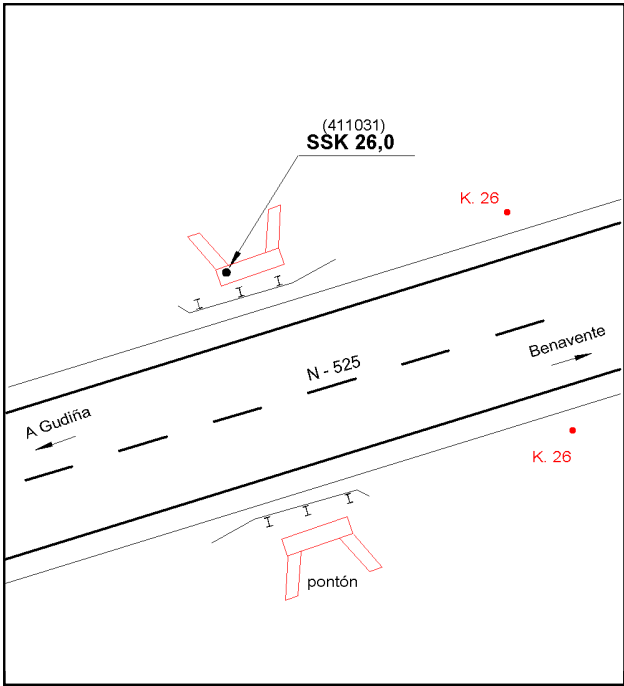 (411031)
SSK 26,0
K. 26
N - 525
Benavente
A Gudiña
K. 26
pontón